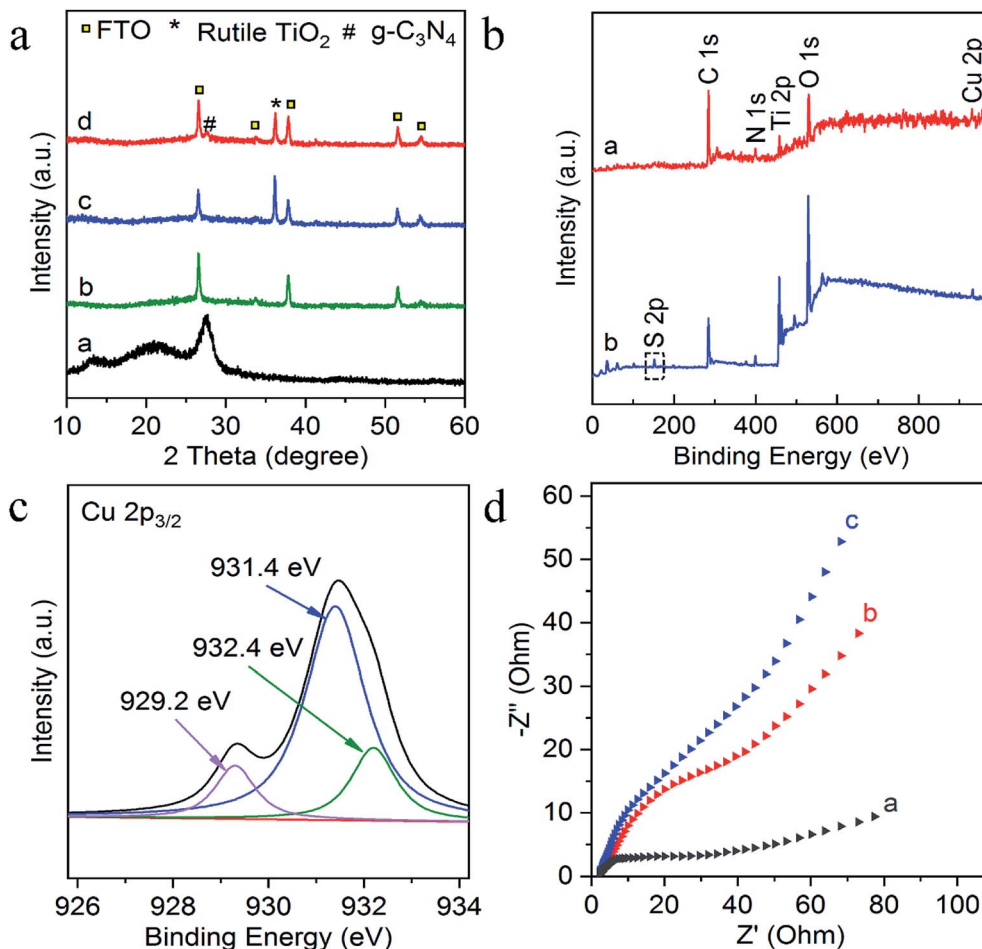 a
FTO * Rutile TiO₂ # g-C₃N₄
d
#
*
c
b
a
Intensity (a.u.)
10 20 30 40 50 60
2 Theta (degree)
b
C 1s
N 1s
Ti 2p
O 1s
Cu 2p
a
S 2p
b
Intensity (a.u.)
0 200 400 600 800
Binding Energy (eV)
c
Cu 2p₃/₂
931.4 eV
932.4 eV
929.2 eV
Intensity (a.u.)
926 928 930 932 934
Binding Energy (eV)
d
60
50
40
30
20
10
0
c
b
a
-Z'' (Ohm)
0 20 40 60 80 100
Z' (Ohm)